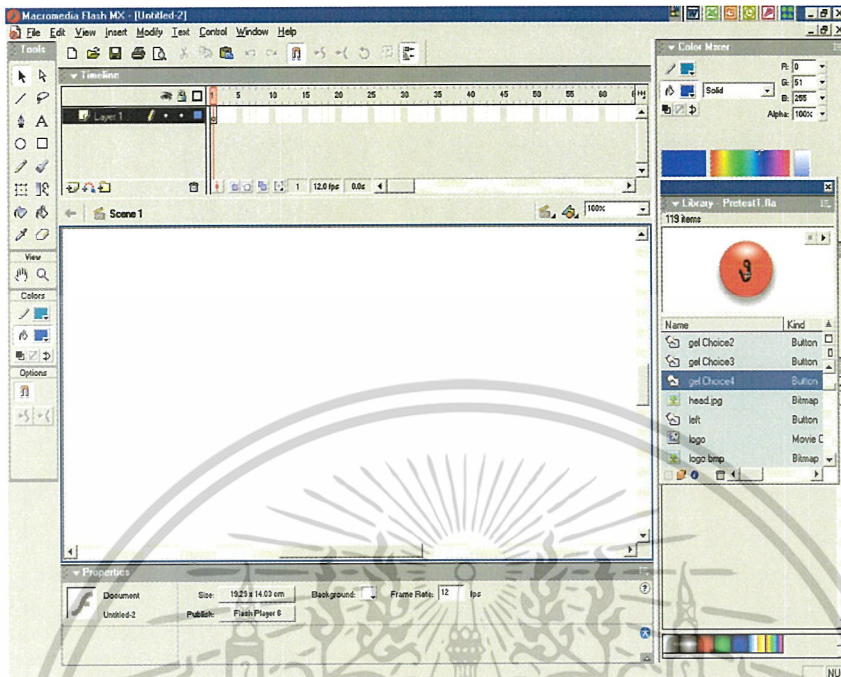 Macromedia Flash MX - [Untitled-2]
File Edit View Insert Modify Text Control Window Help
Tools
View
Colors
Options
Timeline
1 5 10 15 20 25 30 35 40 45 50 55 60
Layer 1
1 12.0 fps 0.0s
Scene 1
100%
Properties
Document
Untitled-2
Size: 19.29 x 14.03 cm
Publish: Flash Player 6
Background:
Frame Rate: 12 fps
Color Mixer
Solid
R: 0
G: 51
B: 255
Alpha: 100%
Library - Pretest1.fla
119 items
ง
Name Kind
gel Choice2 Button
gel Choice3 Button
gel Choice4 Button
head.jpg Bitmap
left Button
logo Movie C
logo bmp Bitmap
NU